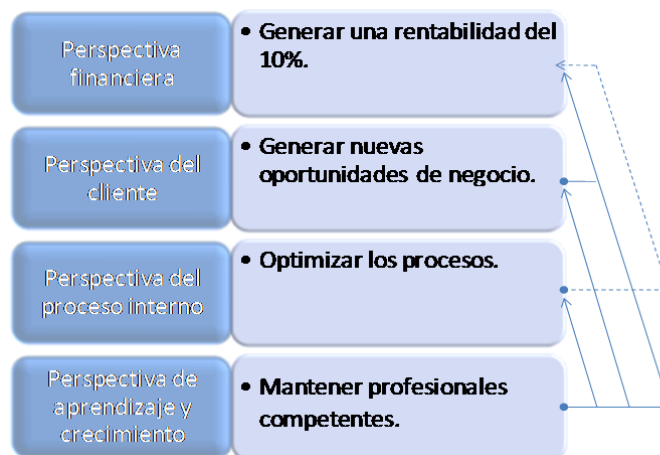 Perspectiva
financiera
• Generar una rentabilidad del
10%.
Perspectiva del
cliente
• Generar nuevas
oportunidades de negocio.
Perspectiva del
proceso interno
• Optimizar los procesos.
Perspectiva de
aprendizaje y
crecimiento
• Mantener profesionales
competentes.